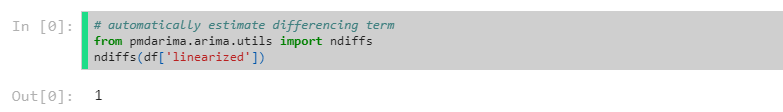 In [0]: # automatically estimate differencing term
from pmdarima.arima.utils import ndiffs
ndiffs(df['linearized'])
Out[0]: 1